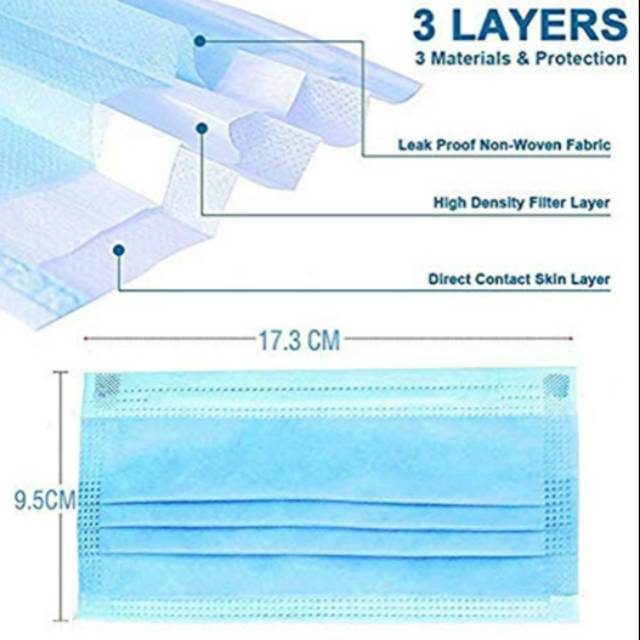 3 LAYERS
3 Materials & Protection
Leak Proof Non-Woven Fabric
High Density Filter Layer
Direct Contact Skin Layer
17.3 CM
9.5CM